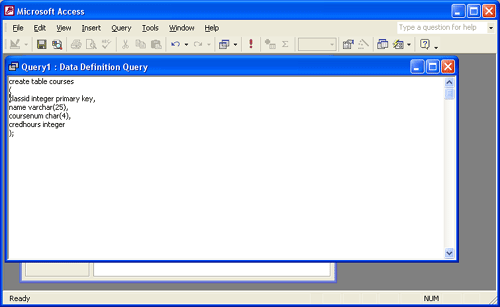 Microsoft Access
File Edit View Insert Query Tools Window Help
Type a question for help
Query1 : Data Definition Query
create table courses
(
classid integer primary key,
name varchar(25),
coursenum char(4),
credhours integer
);
Ready
NUM